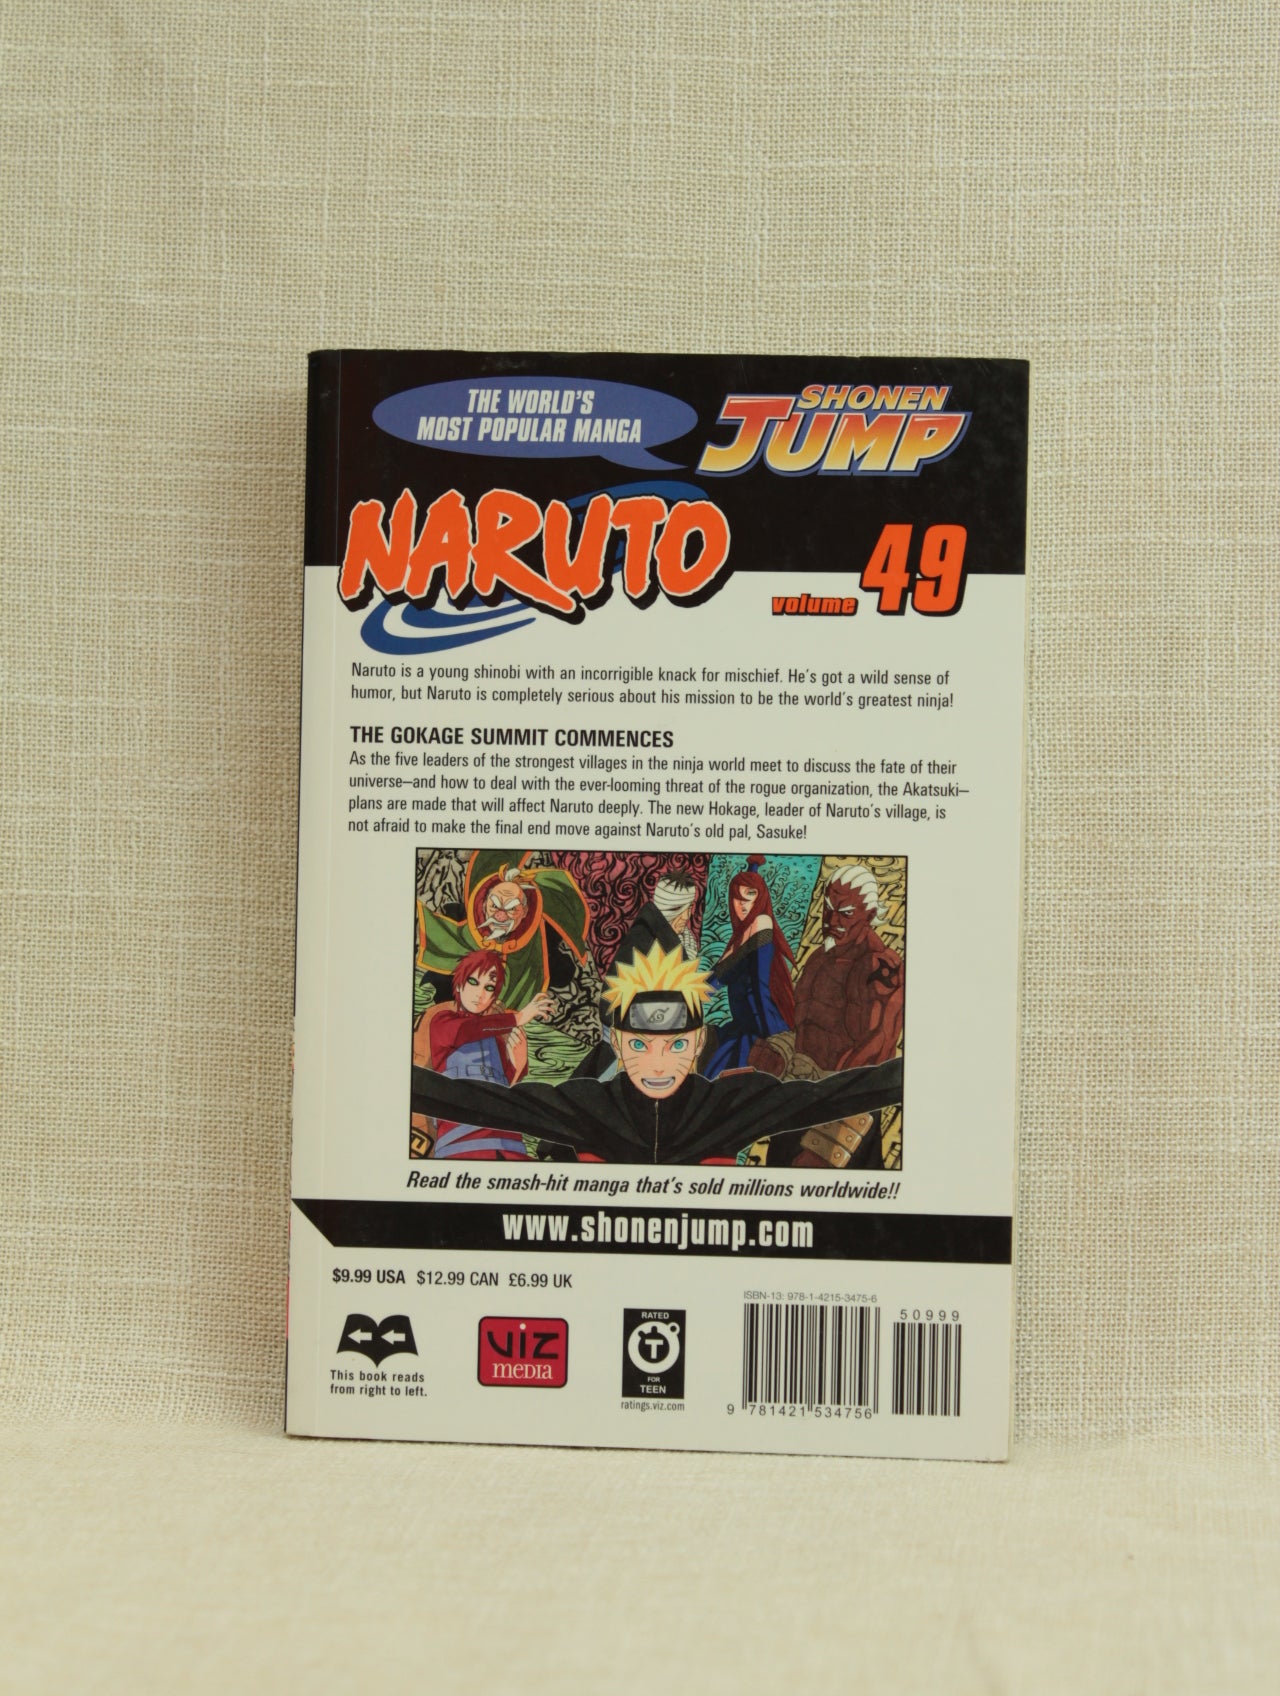 THE WORLD'S
MOST POPULAR MANGA
SHONEN
JUMP
NARUTO
volume 49
Naruto is a young shinobi with an incorrigible knack for mischief. He's got a wild sense of
humor, but Naruto is completely serious about his mission to be the world's greatest ninja!
THE GOKAGE SUMMIT COMMENCES
As the five leaders of the strongest villages in the ninja world meet to discuss the fate of their
universe—and how to deal with the ever-looming threat of the rogue organization, the Akatsuki—
plans are made that will affect Naruto deeply. The new Hokage, leader of Naruto's village, is
not afraid to make the final end move against Naruto's old pal, Sasuke!
Read the smash-hit manga that's sold millions worldwide!!
www.shonenjump.com
$9.99 USA $12.99 CAN £6.99 UK
This book reads
from right to left.
VIZ
MEDIA
RATED
T
FOR
TEEN
ratings.viz.com
ISBN-13: 978-1-4215-3475-6
50999
9 781421 534756